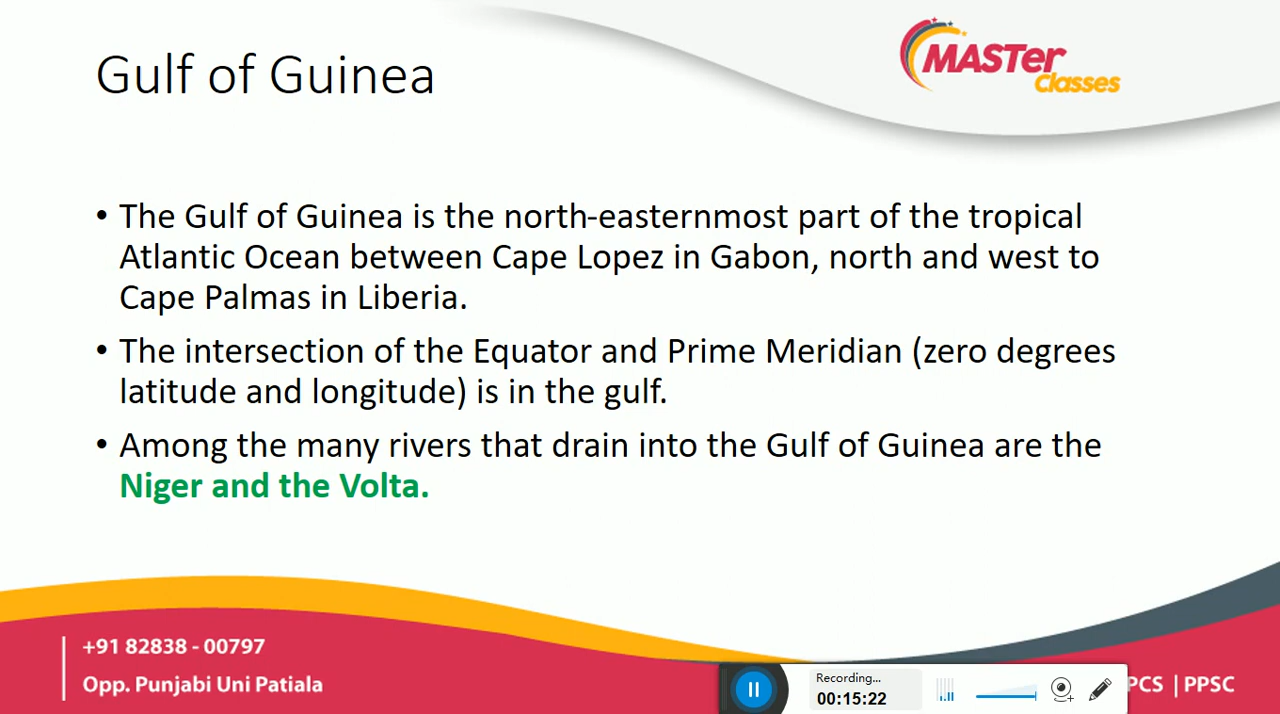 Gulf of Guinea
MASTer
Classes
• The Gulf of Guinea is the north-easternmost part of the tropical
Atlantic Ocean between Cape Lopez in Gabon, north and west to
Cape Palmas in Liberia.
• The intersection of the Equator and Prime Meridian (zero degrees
latitude and longitude) is in the gulf.
• Among the many rivers that drain into the Gulf of Guinea are the
Niger and the Volta.
+91 82838 - 00797
Opp. Punjabi Uni Patiala
Recording...
00:15:22
PCS | PPSC